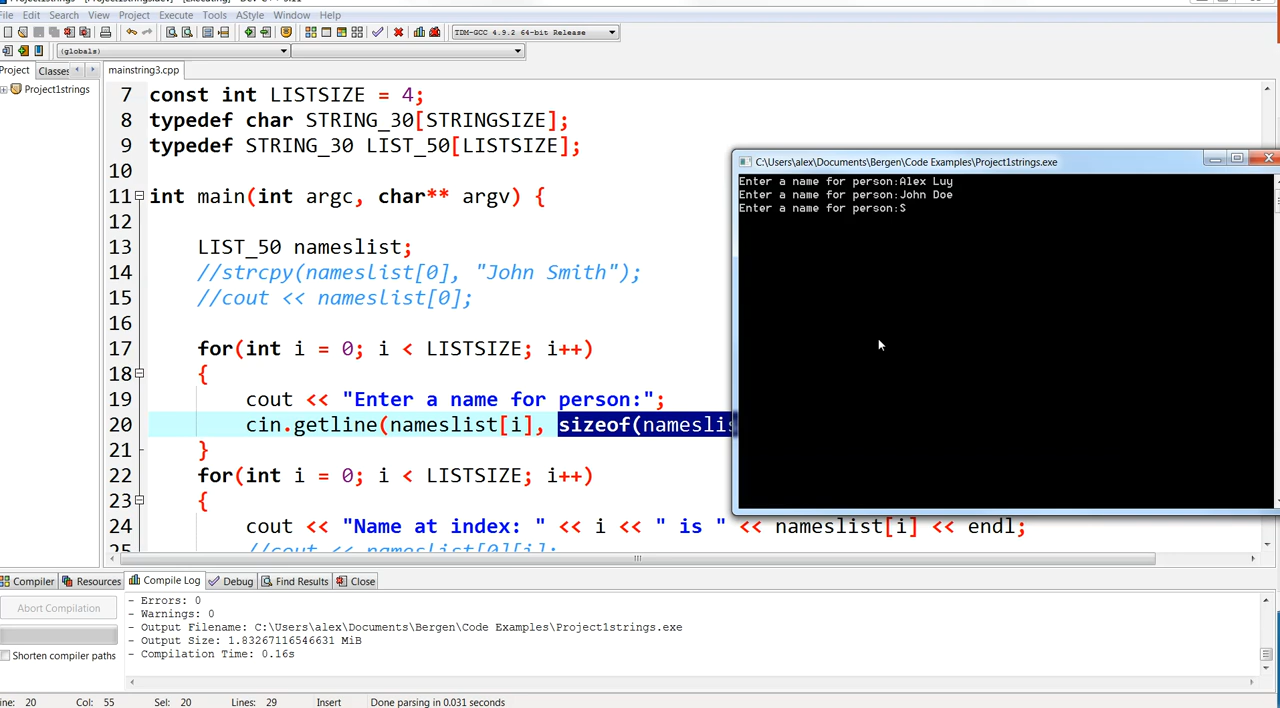 File Edit Search View Project Execute Tools AStyle Window Help
TDM-GCC 4.9.2 64-bit Release
(globals)
Project Classes
mainstring3.cpp
Project1strings
7 const int LISTSIZE = 4;
8 typedef char STRING_30[STRINGSIZE];
9 typedef STRING_30 LIST_50[LISTSIZE];
10
11 int main(int argc, char** argv) {
12
13 LIST_50 nameslist;
14 //strcpy(nameslist[0], "John Smith");
15 //cout << nameslist[0];
16
17 for(int i = 0; i < LISTSIZE; i++)
18 {
19 cout << "Enter a name for person:";
20 cin.getline(nameslist[i], sizeof(nameslis
21 }
22 for(int i = 0; i < LISTSIZE; i++)
23 {
24 cout << "Name at index: " << i << " is " << nameslist[i] << endl;
25 //cout << nameslist[0][i];
C:\Users\alex\Documents\Bergen\Code Examples\Project1strings.exe
Enter a name for person:Alex Luy
Enter a name for person:John Doe
Enter a name for person:S
Compiler Resources Compile Log Debug Find Results Close
Abort Compilation
Shorten compiler paths
- Errors: 0
- Warnings: 0
- Output Filename: C:\Users\alex\Documents\Bergen\Code Examples\Project1strings.exe
- Output Size: 1.83267116546631 MiB
- Compilation Time: 0.16s
ine: 20 Col: 55 Sel: 20 Lines: 29 Insert Done parsing in 0.031 seconds